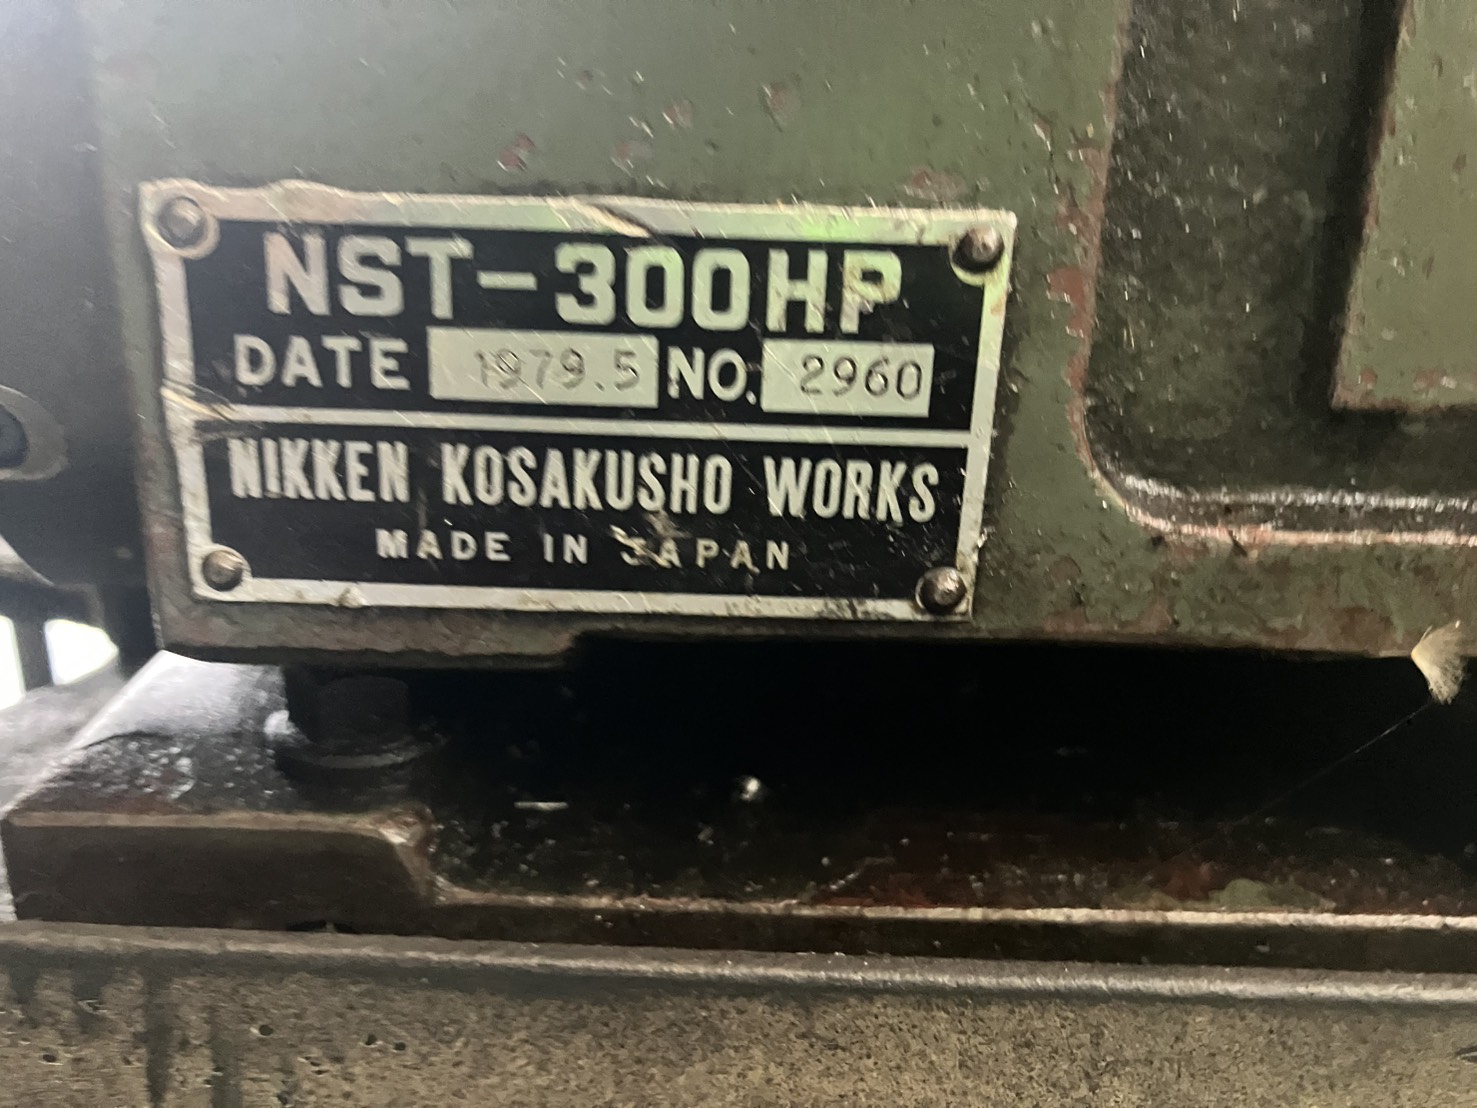 NST-300HP
DATE 1979.5 NO. 2960
NIKKEN KOSAKUSHO WORKS
MADE IN JAPAN